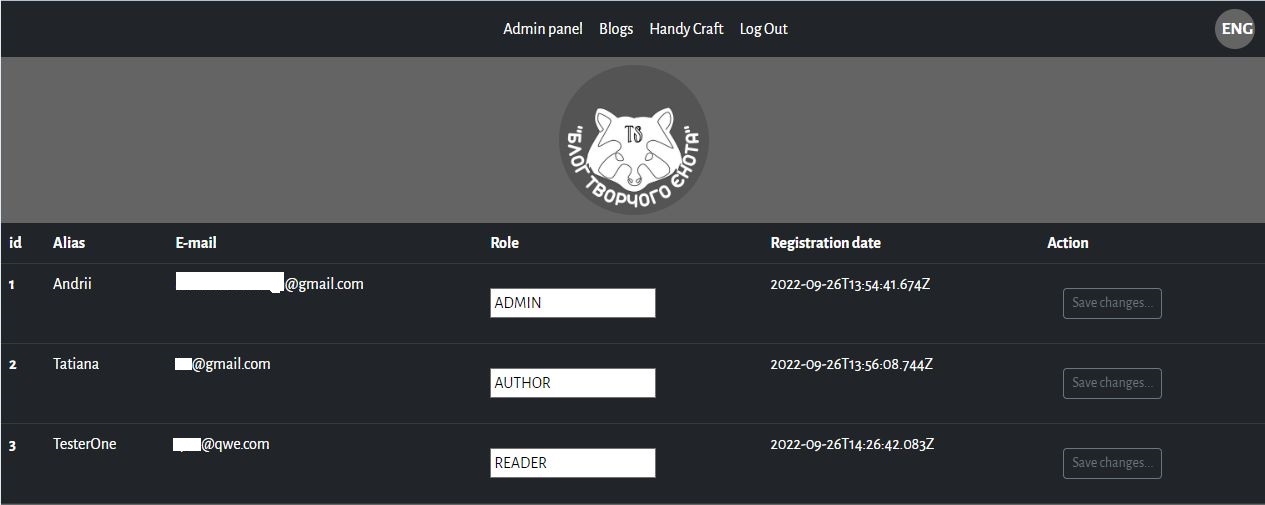 Admin panel Blogs Handy Craft Log Out ENG
TS
"БЛОГ ТВОРЧОГО ЄНОТА"
id Alias E-mail Role Registration date Action
1 Andrii @gmail.com ADMIN 2022-09-26T13:54:41.674Z Save changes...
2 Tatiana @gmail.com AUTHOR 2022-09-26T13:56:08.744Z Save changes...
3 TesterOne @qwe.com READER 2022-09-26T14:26:42.083Z Save changes...